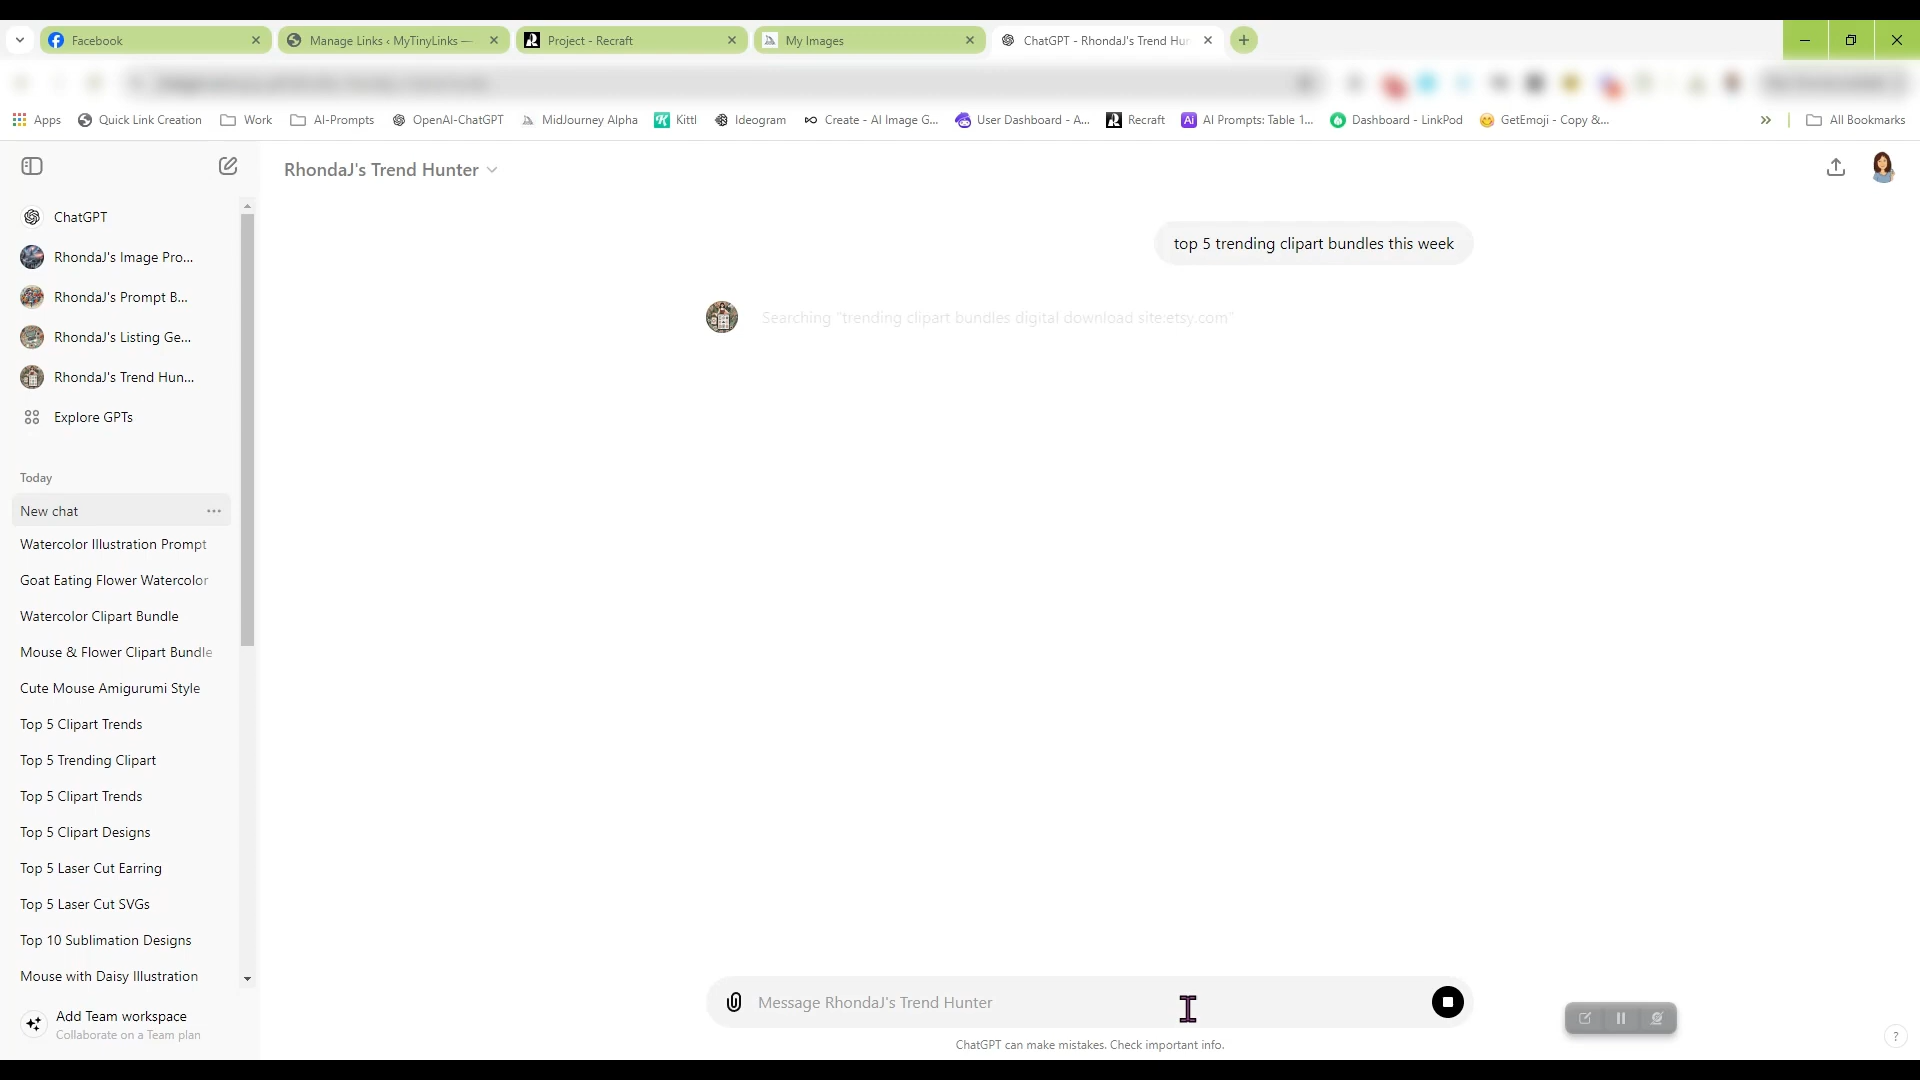 Facebook
Manage Links ‹ MyTinyLinks —
Project - Recraft
My Images
ChatGPT - RhondaJ's Trend Hun
Apps
Quick Link Creation
Work
AI-Prompts
OpenAI-ChatGPT
MidJourney Alpha
Kittl
Ideogram
Create - AI Image G...
User Dashboard - A...
Recraft
Ai
AI Prompts: Table 1...
Dashboard - LinkPod
GetEmoji - Copy &...
All Bookmarks
RhondaJ's Trend Hunter
ChatGPT
RhondaJ's Image Pro...
RhondaJ's Prompt B...
RhondaJ's Listing Ge...
RhondaJ's Trend Hun...
Explore GPTs
top 5 trending clipart bundles this week
Searching "trending clipart bundles digital download site:etsy.com"
Today
New chat
Watercolor Illustration Prompt
Goat Eating Flower Watercolor
Watercolor Clipart Bundle
Mouse & Flower Clipart Bundle
Cute Mouse Amigurumi Style
Top 5 Clipart Trends
Top 5 Trending Clipart
Top 5 Clipart Trends
Top 5 Clipart Designs
Top 5 Laser Cut Earring
Top 5 Laser Cut SVGs
Top 10 Sublimation Designs
Mouse with Daisy Illustration
Add Team workspace
Collaborate on a Team plan
Message RhondaJ's Trend Hunter
ChatGPT can make mistakes. Check important info.
?